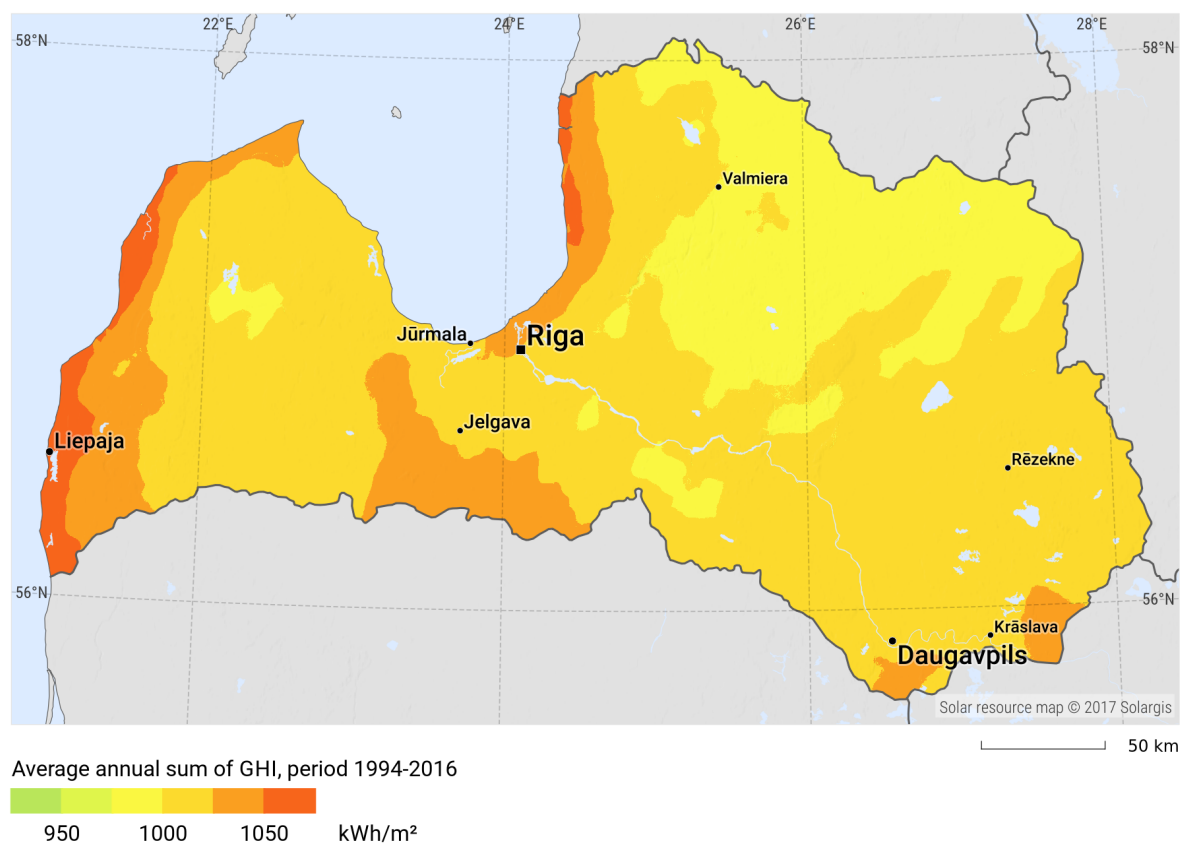 22°E 24°E 26°E 28°E
58°N 58°N
Valmiera
Jūrmala Riga
Jelgava
Liepaja
Rēzekne
56°N 56°N
Krāslava
Daugavpils
Solar resource map © 2017 Solargis
50 km
Average annual sum of GHI, period 1994-2016
950 1000 1050 kWh/m²